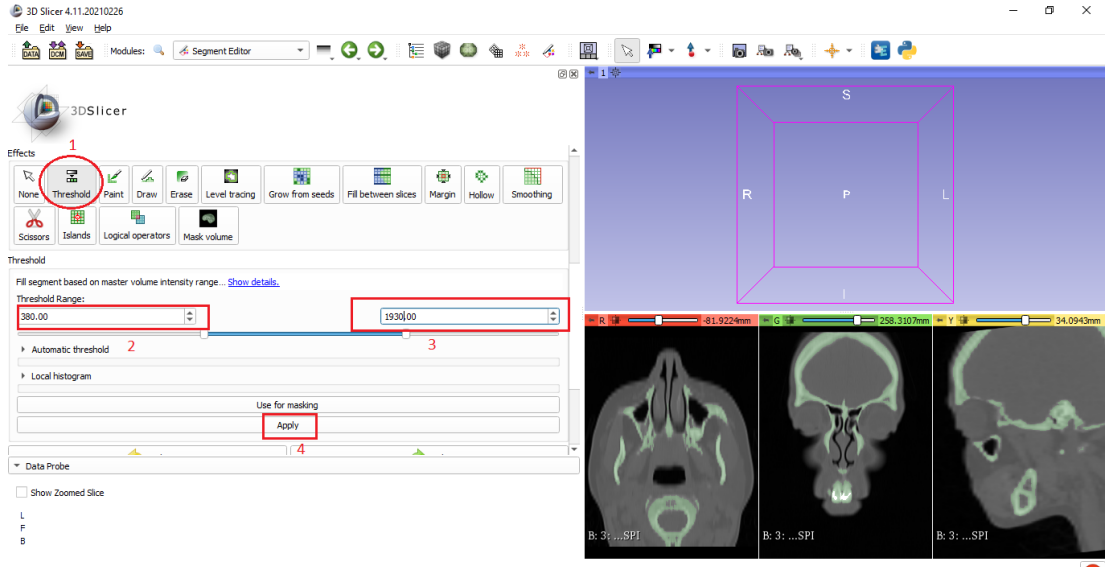 3D Slicer 4.11.20210226
File Edit View Help
DATA DCM SAVE Modules: Segment Editor
1
3DSlicer
S
R P L
I
1
Effects
None Threshold Paint Draw Erase Level tracing Grow from seeds Fill between slices Margin Hollow Smoothing
Scissors Islands Logical operators Mask volume
Threshold
Fill segment based on master volume intensity range... Show details.
Threshold Range:
380.00 1930.00
2 3
Automatic threshold
Local histogram
Use for masking
Apply
4
Data Probe
Show Zoomed Slice
L
F
B
R -81.9224mm G 258.3107mm Y 34.0943mm
B: 3: ...SPI B: 3: ...SPI B: 3: ...SPI